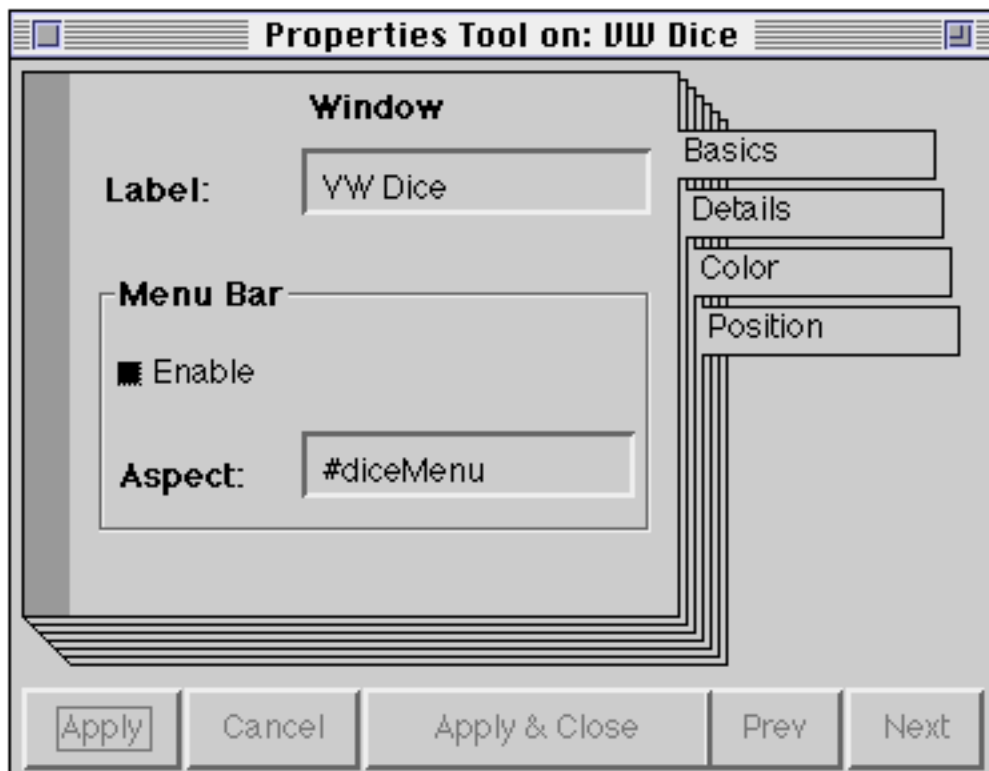 Properties Tool on: VW Dice
Window
Basics
Label: VW Dice
Details
Color
Menu Bar
Position
Enable
Aspect: #diceMenu
Apply Cancel Apply & Close Prev Next